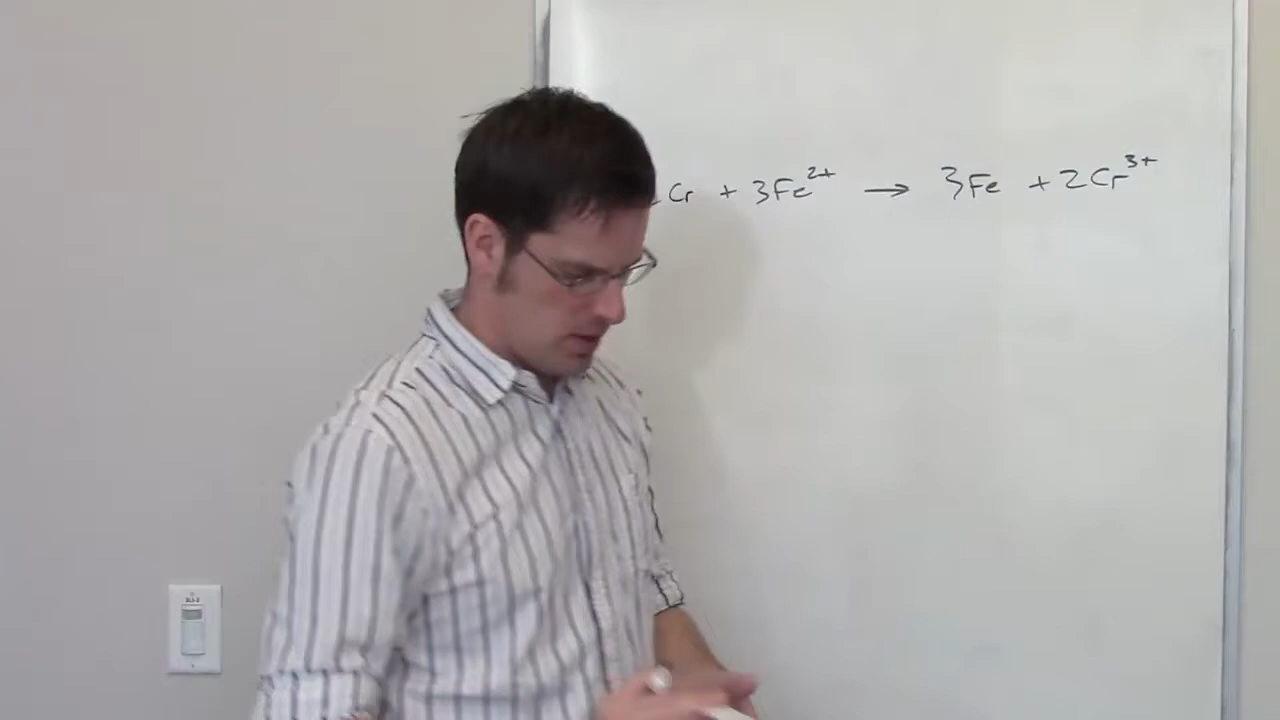 Cr + 3Fe²⁺ → 3Fe + 2Cr³⁺